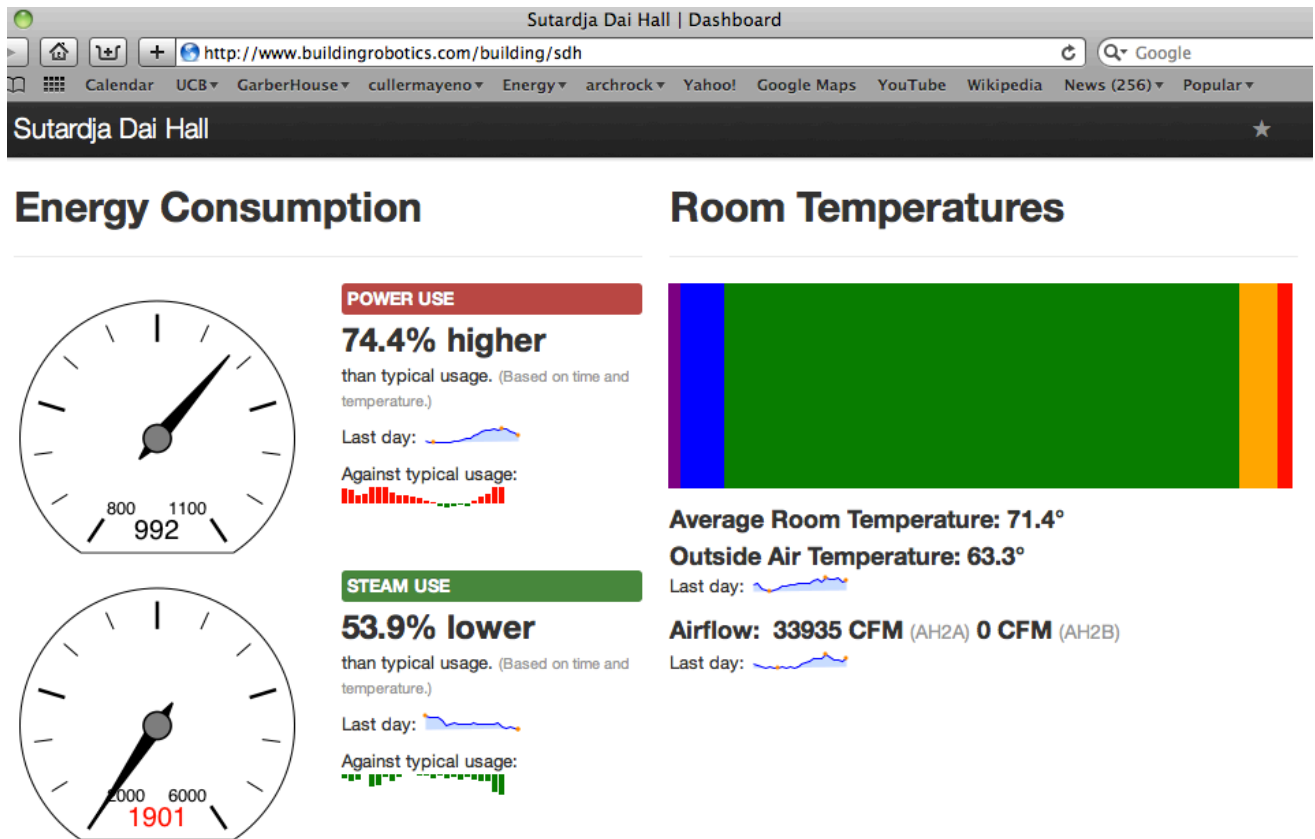 Sutardja Dai Hall | Dashboard
http://www.buildingrobotics.com/building/sdh
Google
Calendar UCB GarberHouse cullermayeno Energy archrock Yahoo! Google Maps YouTube Wikipedia News (256) Popular
Sutardja Dai Hall
Energy Consumption
POWER USE
74.4% higher
than typical usage. (Based on time and
temperature.)
Last day:
Against typical usage:
800 1100
992
STEAM USE
53.9% lower
than typical usage. (Based on time and
temperature.)
Last day:
Against typical usage:
2000 6000
1901
Room Temperatures
Average Room Temperature: 71.4°
Outside Air Temperature: 63.3°
Last day:
Airflow: 33935 CFM (AH2A) 0 CFM (AH2B)
Last day: